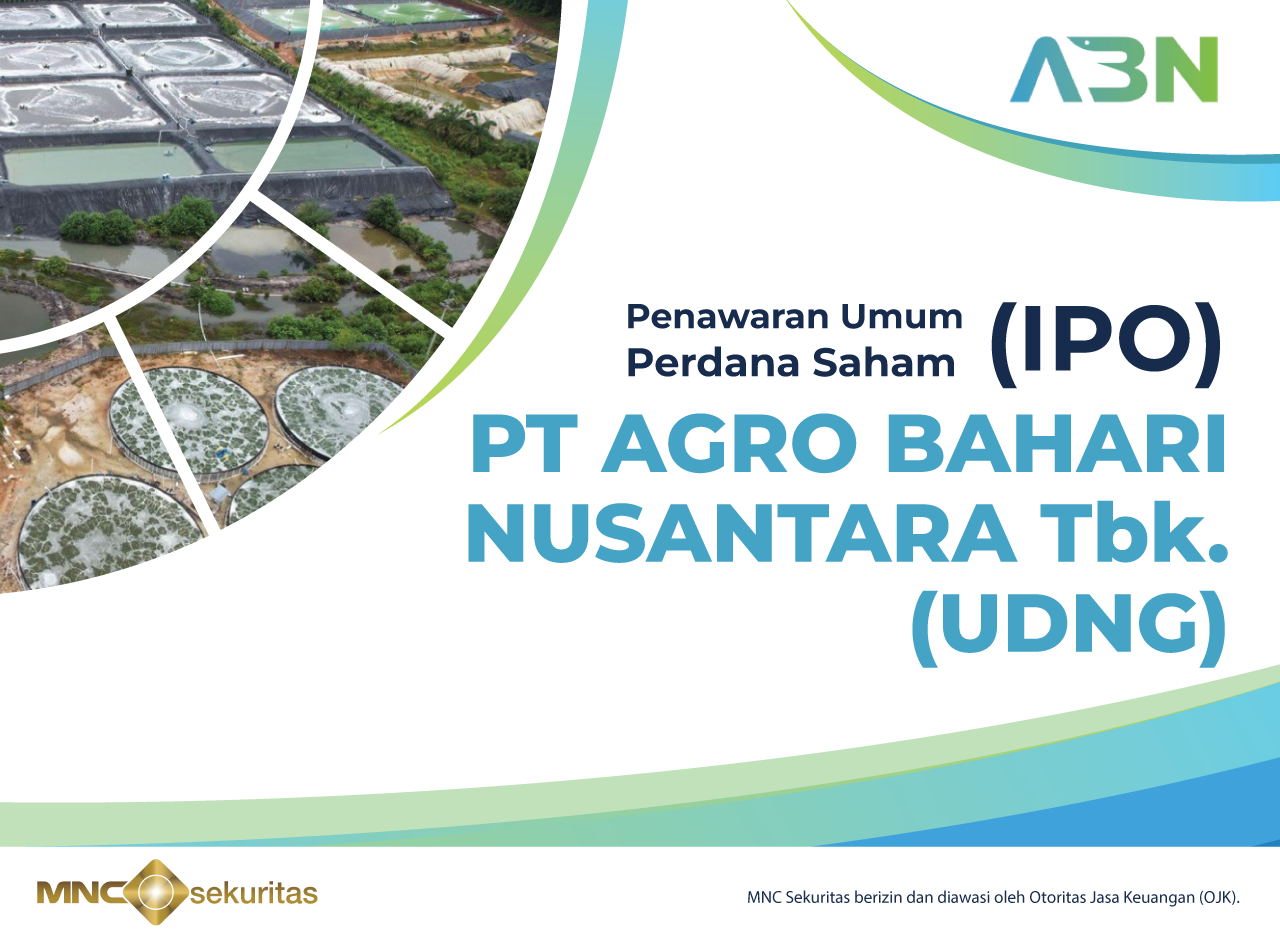 ABN
Penawaran Umum
Perdana Saham
(IPO)
PT AGRO BAHARI
NUSANTARA Tbk.
(UDNG)
MNC sekuritas
MNC Sekuritas berizin dan diawasi oleh Otoritas Jasa Keuangan (OJK).